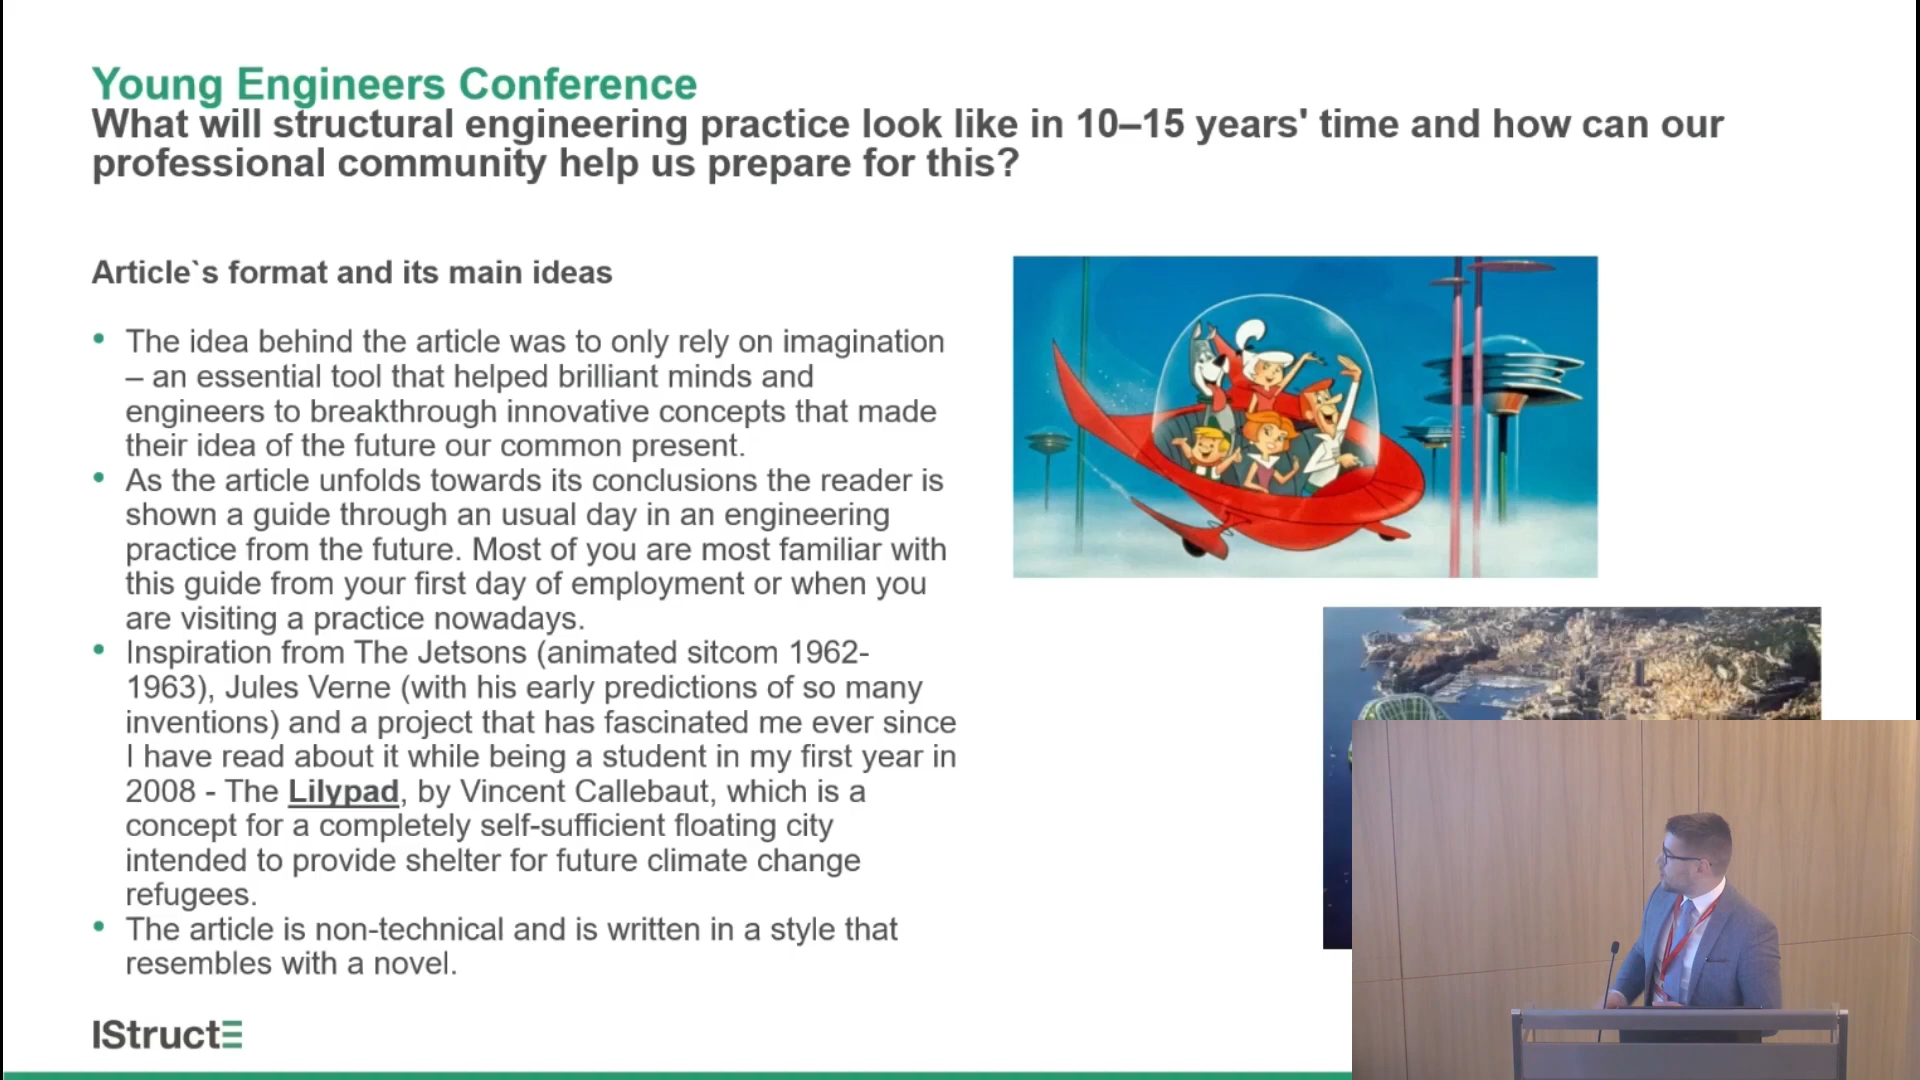 Young Engineers Conference
What will structural engineering practice look like in 10–15 years' time and how can our
professional community help us prepare for this?
Article`s format and its main ideas
• The idea behind the article was to only rely on imagination
– an essential tool that helped brilliant minds and
engineers to breakthrough innovative concepts that made
their idea of the future our common present.
• As the article unfolds towards its conclusions the reader is
shown a guide through an usual day in an engineering
practice from the future. Most of you are most familiar with
this guide from your first day of employment or when you
are visiting a practice nowadays.
• Inspiration from The Jetsons (animated sitcom 1962-
1963), Jules Verne (with his early predictions of so many
inventions) and a project that has fascinated me ever since
I have read about it while being a student in my first year in
2008 - The Lilypad, by Vincent Callebaut, which is a
concept for a completely self-sufficient floating city
intended to provide shelter for future climate change
refugees.
• The article is non-technical and is written in a style that
resembles with a novel.
IStructE